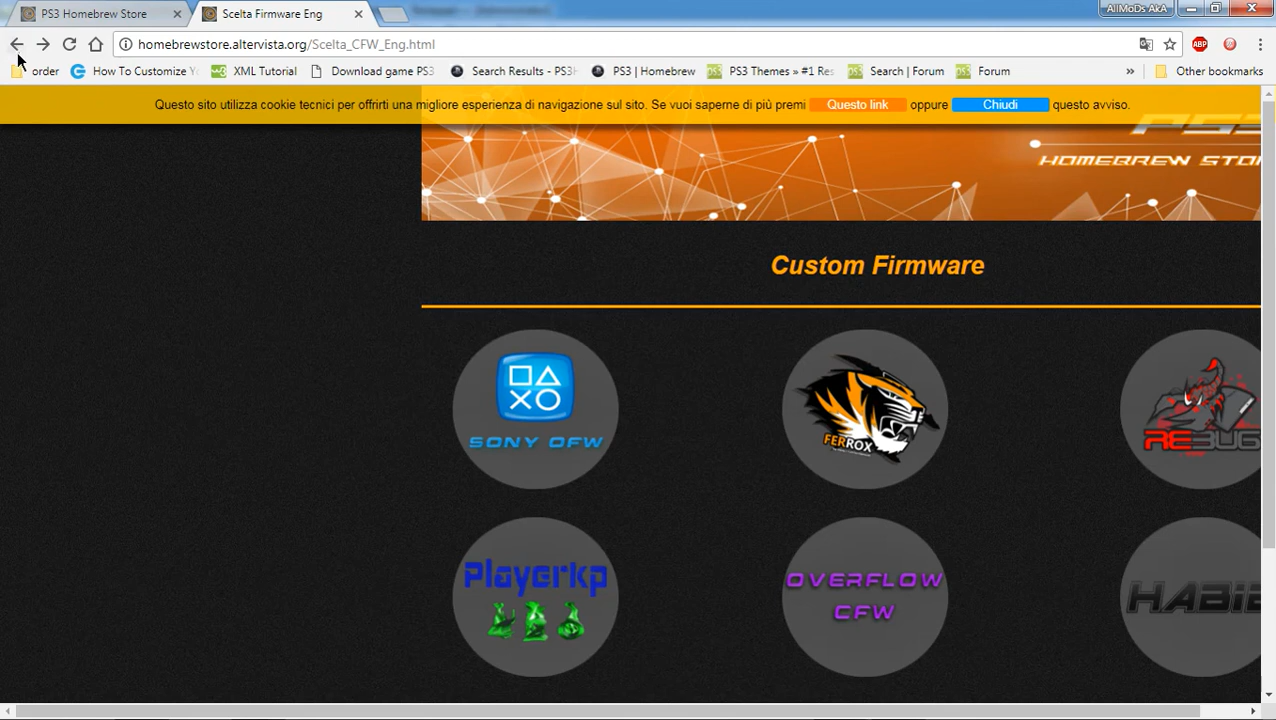 PS3 Homebrew Store
Scelta Firmware Eng
AllMoDs AkA
homebrewstore.altervista.org/Scelta_CFW_Eng.html
order
How To Customize Y
XML Tutorial
Download game PS3
Search Results - PS3H
PS3 | Homebrew
PS3 Themes » #1 Res
Search | Forum
Forum
»
Other bookmarks
ABP
Questo sito utilizza cookie tecnici per offrirti una migliore esperienza di navigazione sul sito. Se vuoi saperne di più premi Questo link oppure Chiudi questo avviso.
PS3
HOMEBREW STO
Custom Firmware
SONY OFW
FERROX
REBUG
Playerkp
OVERFLOW
CFW
HABIB